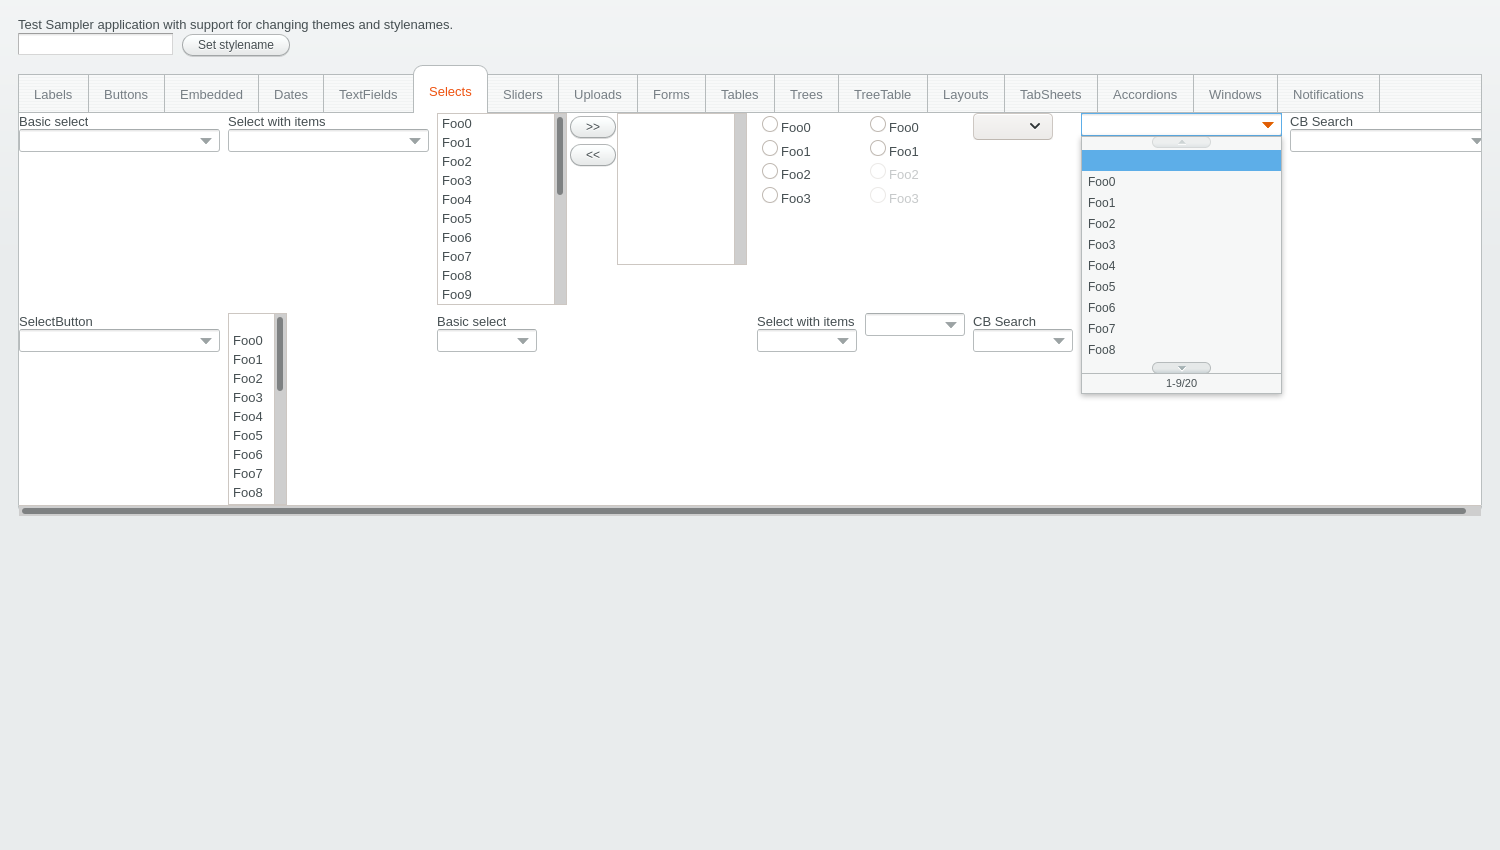 Test Sampler application with support for changing themes and stylenames.
Set stylename
Labels Buttons Embedded Dates TextFields Selects Sliders Uploads Forms Tables Trees TreeTable Layouts TabSheets Accordions Windows Notifications
Basic select
Select with items
Foo0
Foo1
Foo2
Foo3
Foo4
Foo5
Foo6
Foo7
Foo8
Foo9
>>
<<
Foo0
Foo1
Foo2
Foo3
Foo0
Foo1
Foo2
Foo3
Foo0
Foo1
Foo2
Foo3
Foo4
Foo5
Foo6
Foo7
Foo8
1-9/20
CB Search
SelectButton
Foo0
Foo1
Foo2
Foo3
Foo4
Foo5
Foo6
Foo7
Foo8
Basic select
Select with items
CB Search